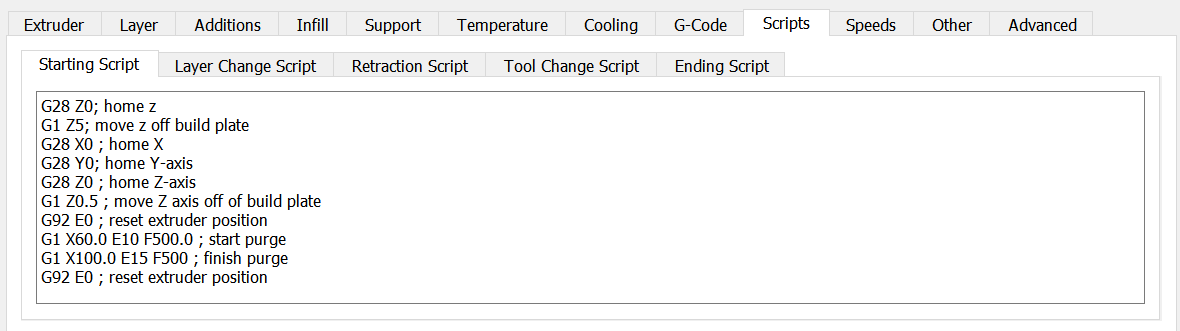 Extruder Layer Additions Infill Support Temperature Cooling G-Code Scripts Speeds Other Advanced
Starting Script Layer Change Script Retraction Script Tool Change Script Ending Script
G28 Z0; home z
G1 Z5; move z off build plate
G28 X0 ; home X
G28 Y0; home Y-axis
G28 Z0 ; home Z-axis
G1 Z0.5 ; move Z axis off of build plate
G92 E0 ; reset extruder position
G1 X60.0 E10 F500.0 ; start purge
G1 X100.0 E15 F500 ; finish purge
G92 E0 ; reset extruder position